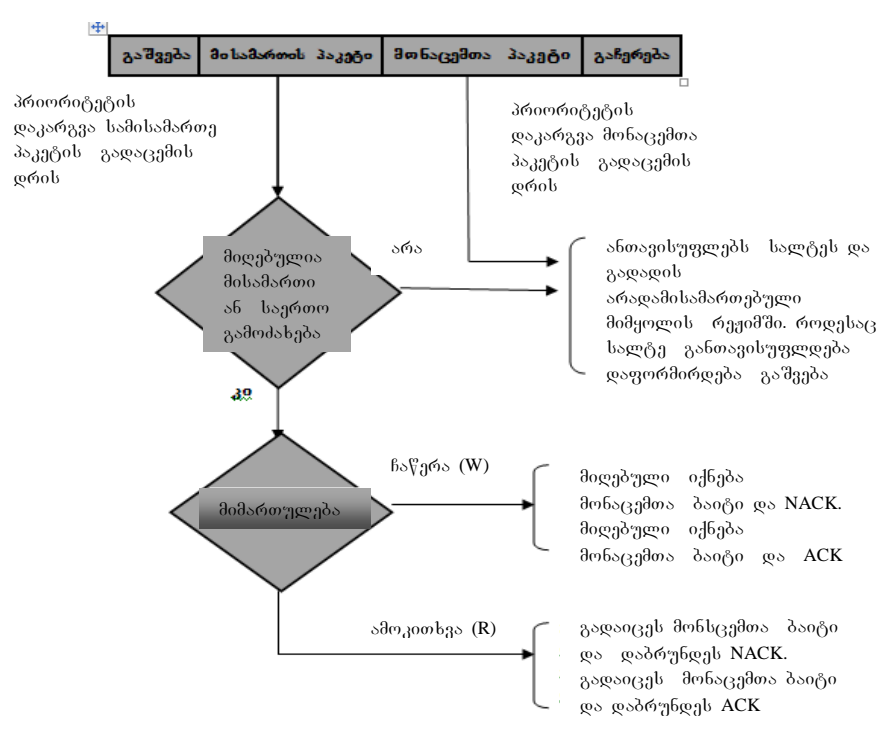 გაშვება მისამართის პაკეტი მონაცემთა პაკეტი გაჩერება
პრიორიტეტის
დაკარგვა სამისამართე
პაკეტის გადაცემის
დრის
პრიორიტეტის
დაკარგვა მონაცემთა
პაკეტის გადაცემის
დრის
მიღებულია
მისამართი
ან საერთო
გამოძახება
არა
ანთავისუფლებს სალტეს და
გადადის
არადამისამართებული
მიმყოლის რეჟიმში. როდესაც
სალტე განთავისუფლდება
დაფორმირდება გაშვება
კი
მიმართულება
ჩაწერა (W)
მიღებული იქნება
მონაცემთა ბაიტი და NACK.
მიღებული იქნება
მონაცემთა ბაიტი და ACK
ამოკითხვა (R)
გადაიცეს მონსცემთა ბაიტი
და დაბრუნდეს NACK.
გადაიცეს მონაცემთა ბაიტი
და დაბრუნდეს ACK